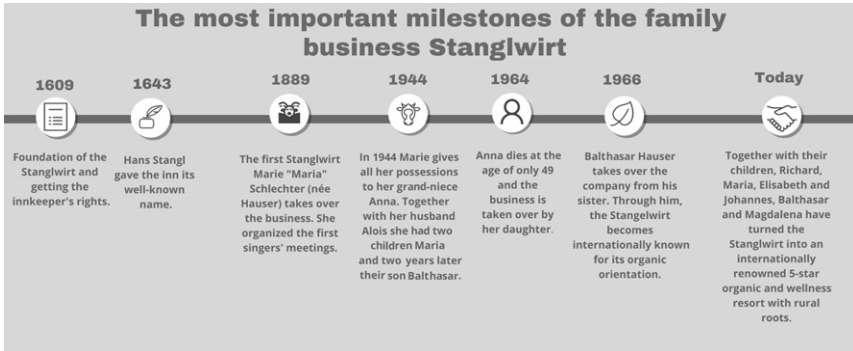 The most important milestones of the family
business Stanglwirt
1609
Foundation of the
Stanglwirt and
getting the
innkeeper's rights.
1643
Hans Stangl
gave the inn its
well-known
name.
1889
The first Stanglwirt
Marie "Maria"
Schlechter (née
Hauser) takes over
the business. She
organized the first
singers' meetings.
1944
In 1944 Marie gives
all her possessions
to her grand-niece
Anna. Together
with her husband
Alois she had two
children Maria
and two years later
their son Balthasar.
1964
Anna dies at the
age of only 49
and the
business is
taken over by
her daughter.
1966
Balthasar Hauser
takes over the
company from his
sister. Through him,
the Stangelwirt
becomes
internationally known
for its organic
orientation.
Today
Together with their
children, Richard,
Maria, Elisabeth and
Johannes, Balthasar
and Magdalena have
turned the
Stanglwirt into an
internationally
renowned 5-star
organic and wellness
resort with rural
roots.